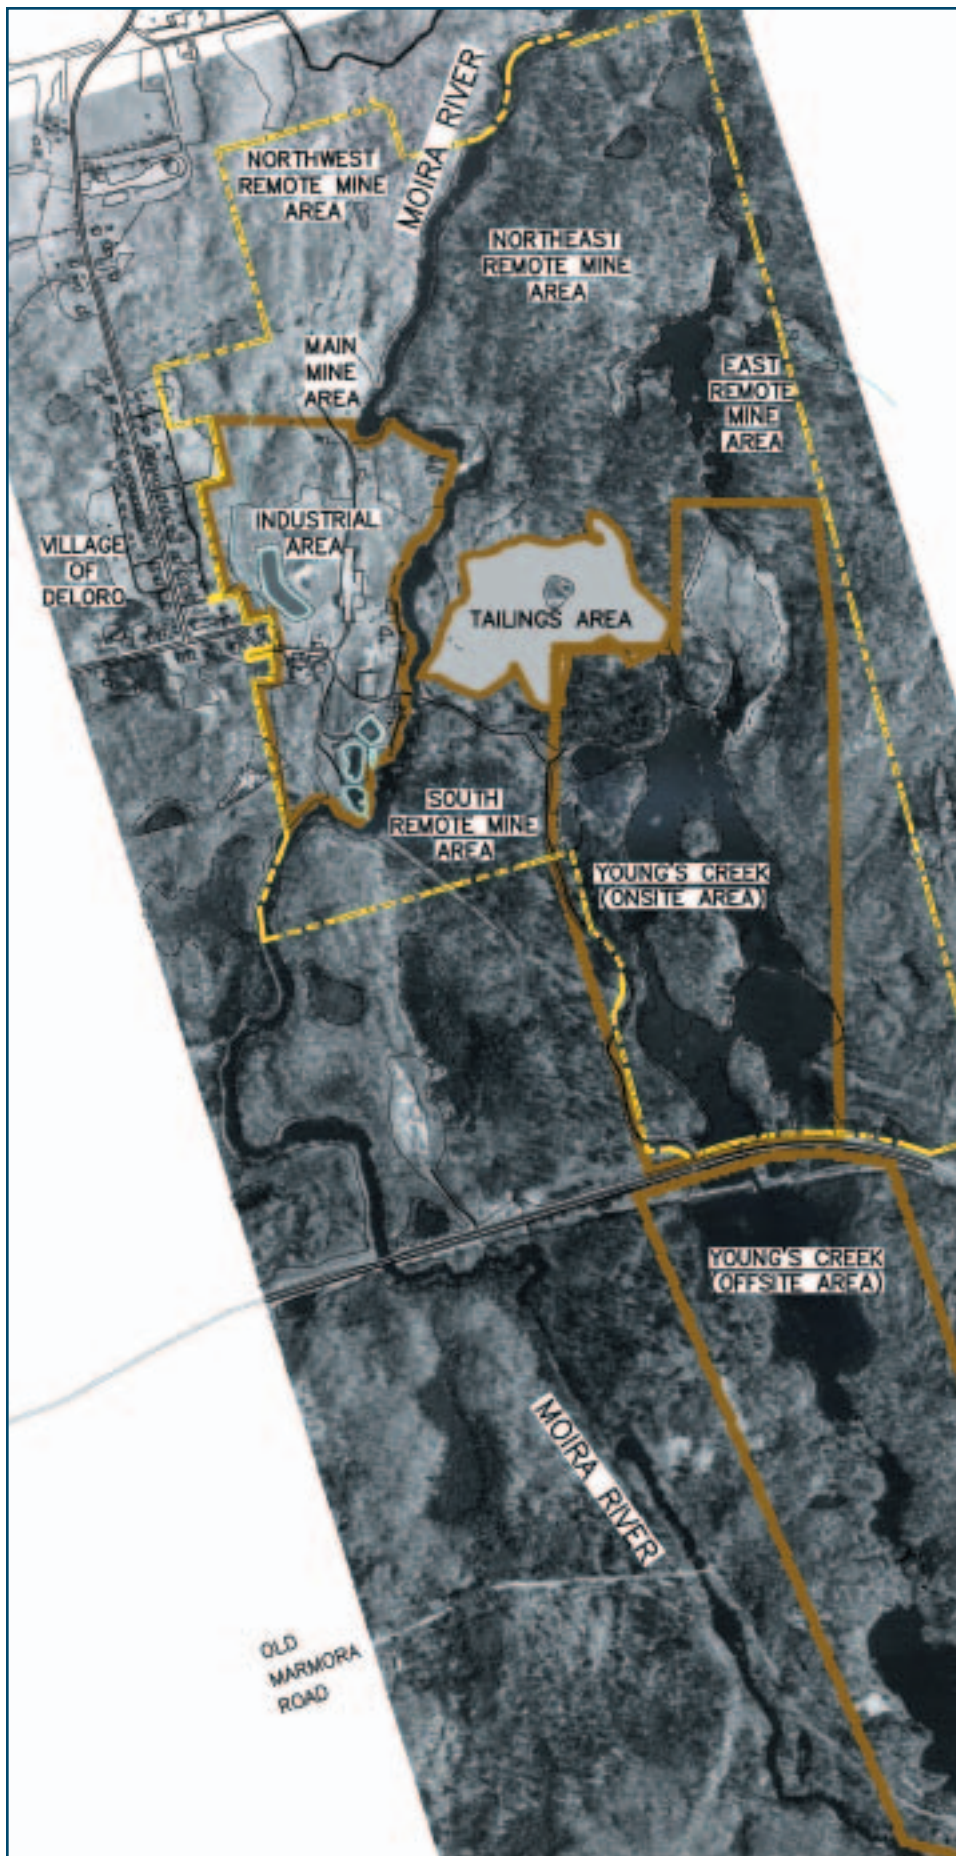 MOIRA RIVER
NORTHWEST
REMOTE MINE
AREA
NORTHEAST
REMOTE MINE
AREA
MAIN
MINE
AREA
EAST
REMOTE
MINE
AREA
INDUSTRIAL
AREA
VILLAGE
OF
DELORO
TAILINGS AREA
SOUTH
REMOTE MINE
AREA
YOUNG'S CREEK
(ONSITE AREA)
YOUNG'S CREEK
(OFFSITE AREA)
MOIRA RIVER
OLD
MARMORA
ROAD